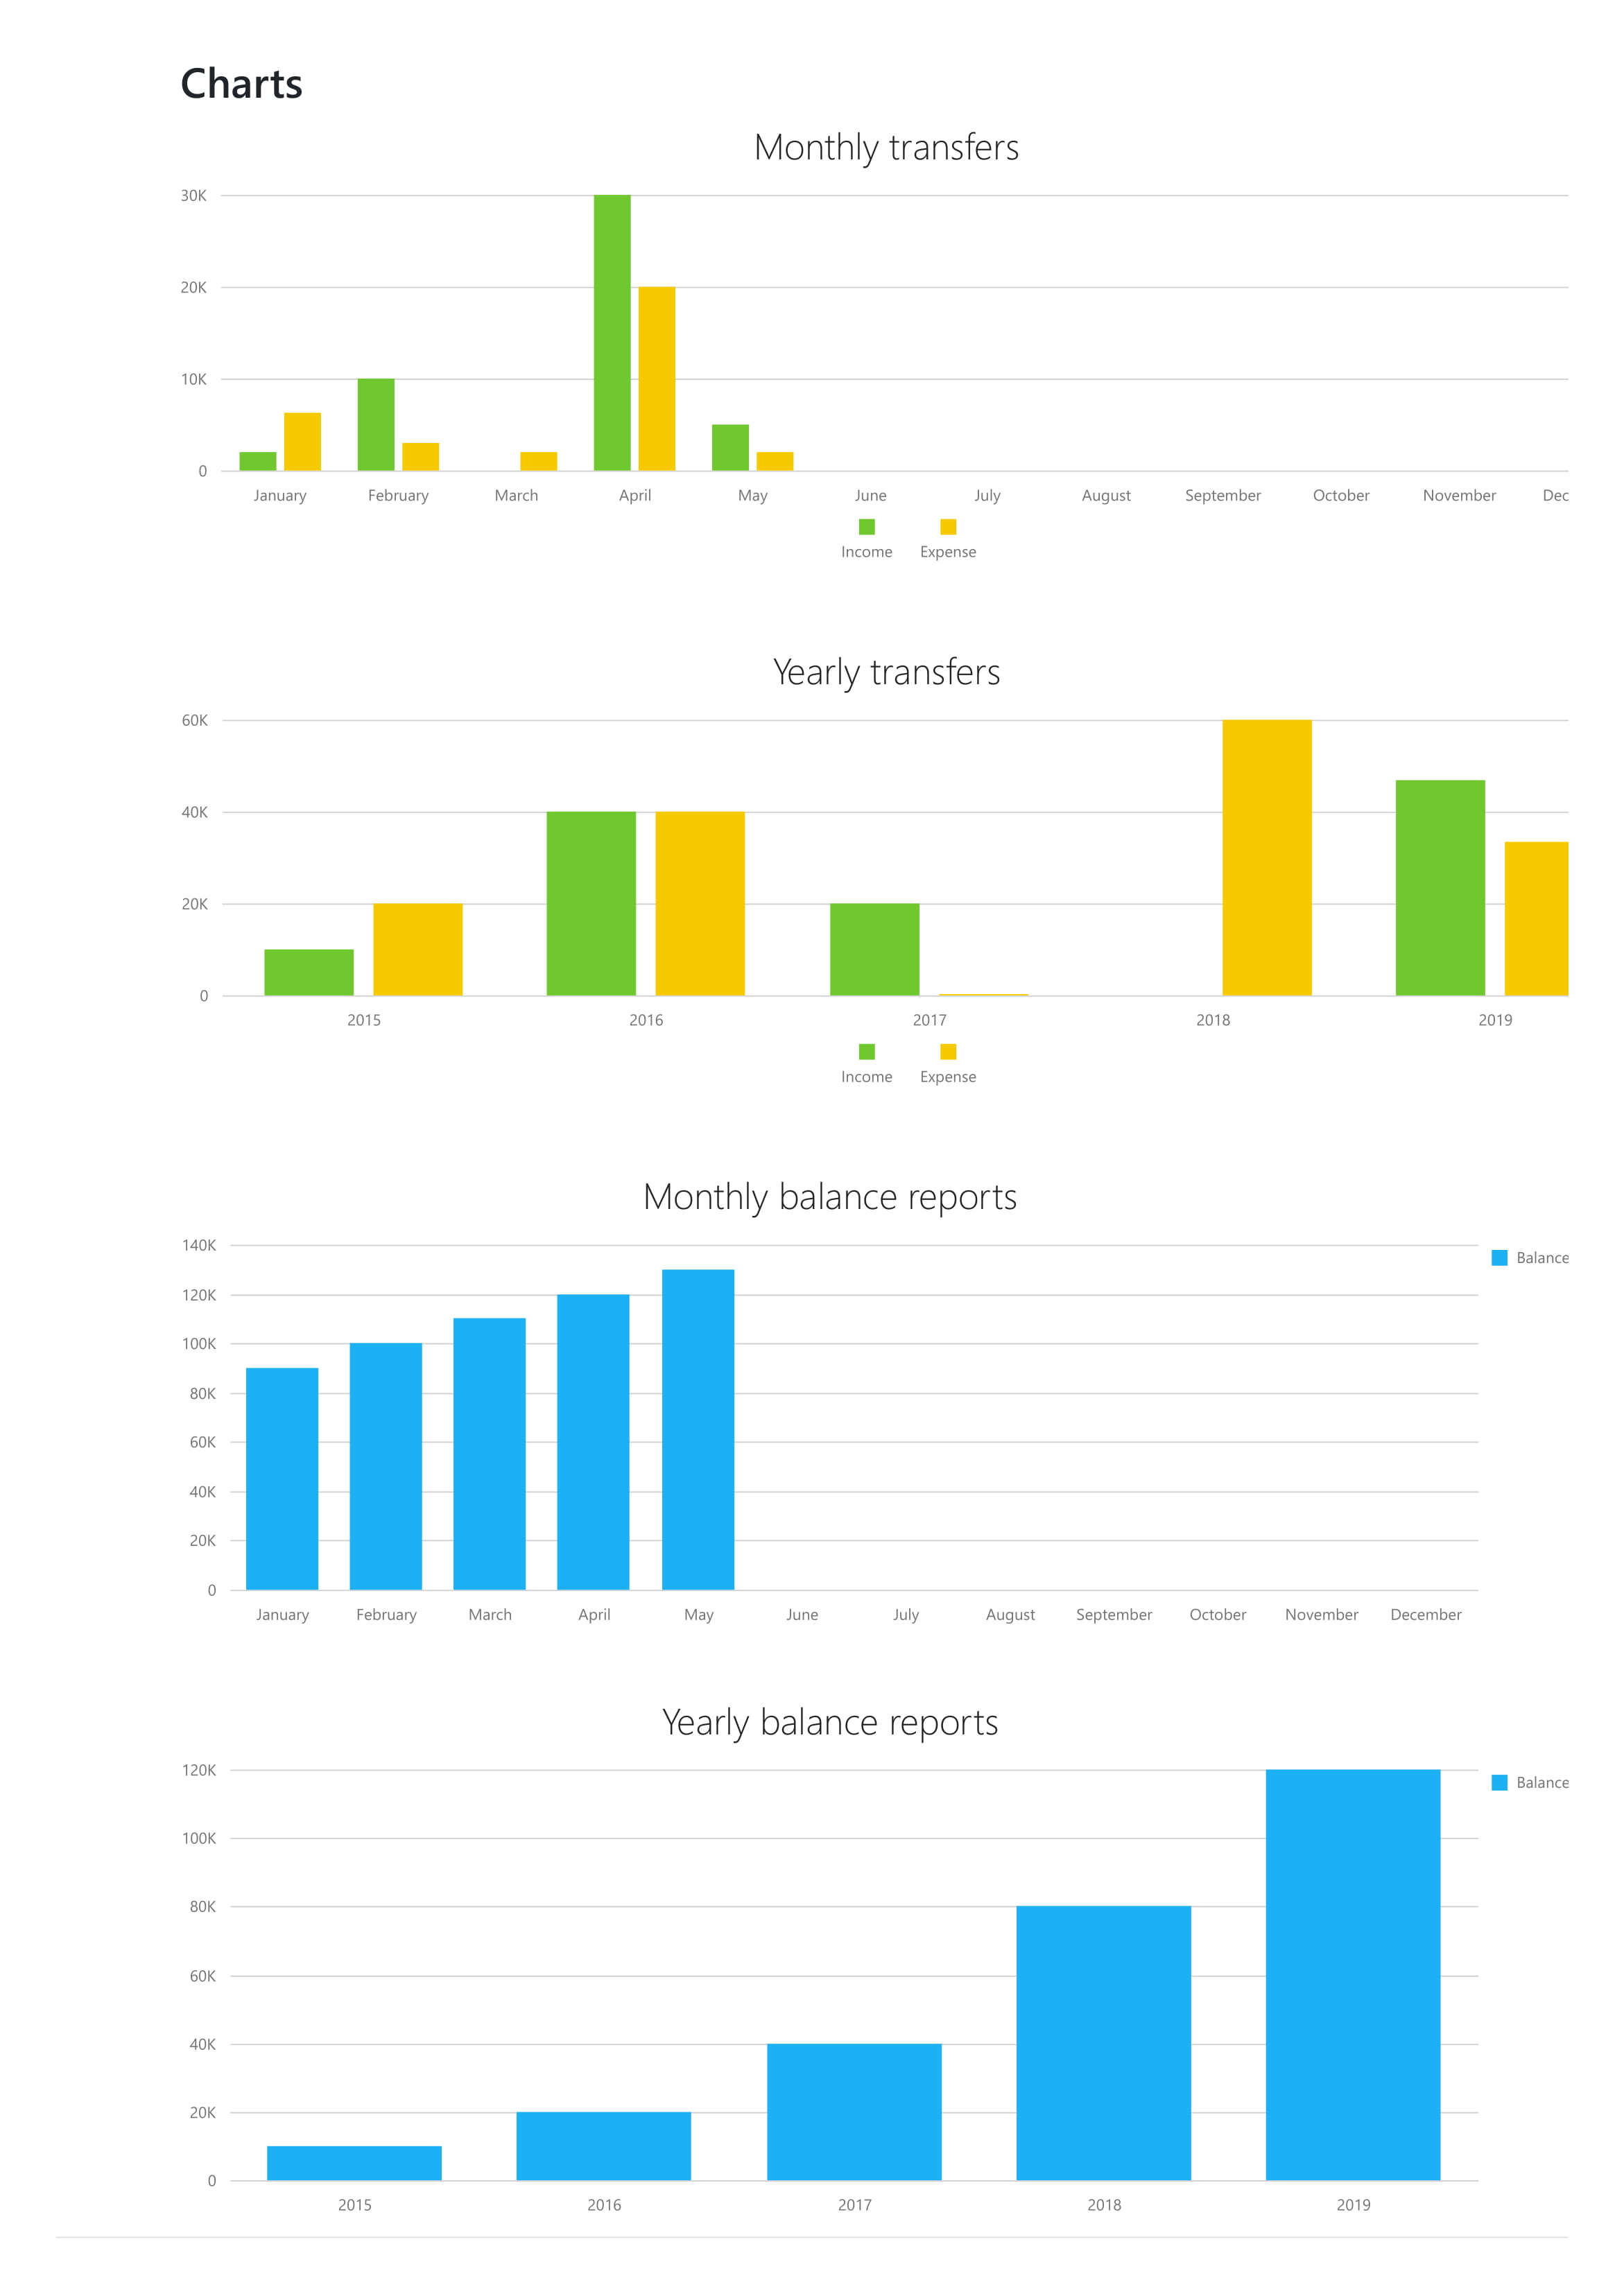 Charts
Monthly transfers
30K
20K
10K
0
January February March April May June July August September October November Dec
Income Expense
Yearly transfers
60K
40K
20K
0
2015 2016 2017 2018 2019
Income Expense
Monthly balance reports
140K
Balance
120K
100K
80K
60K
40K
20K
0
January February March April May June July August September October November December
Yearly balance reports
120K
Balance
100K
80K
60K
40K
20K
0
2015 2016 2017 2018 2019